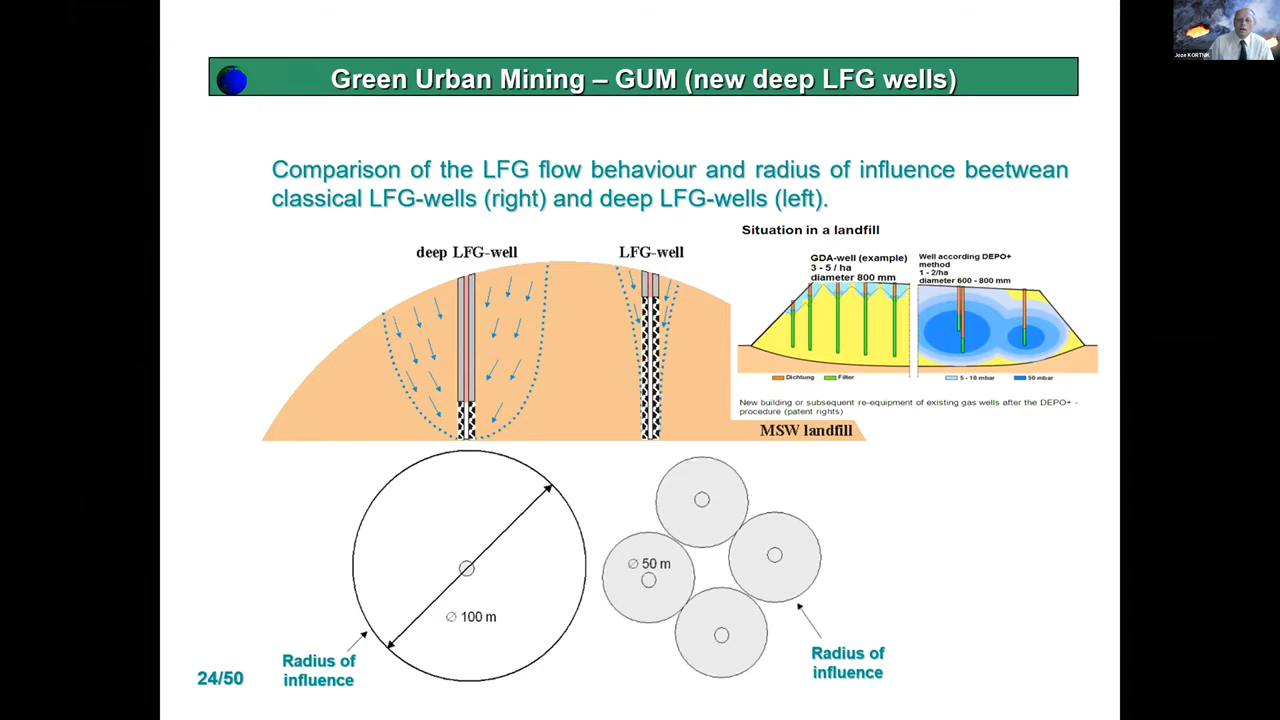 Joze KORTNIK
Green Urban Mining – GUM (new deep LFG wells)
Comparison of the LFG flow behaviour and radius of influence beetwean
classical LFG-wells (right) and deep LFG-wells (left).
deep LFG-well
LFG-well
Situation in a landfill
GDA-well (example)
3 - 5 / ha
diameter 800 mm
Well according DEPO+
method
1 - 2/ha
diameter 600 - 800 mm
Dichtung
Filter
5 - 10 mbar
50 mbar
New building or subsequent re-equipment of existing gas wells after the DEPO+ -
procedure (patent rights)
MSW landfill
∅ 100 m
∅ 50 m
Radius of
influence
Radius of
influence
24/50